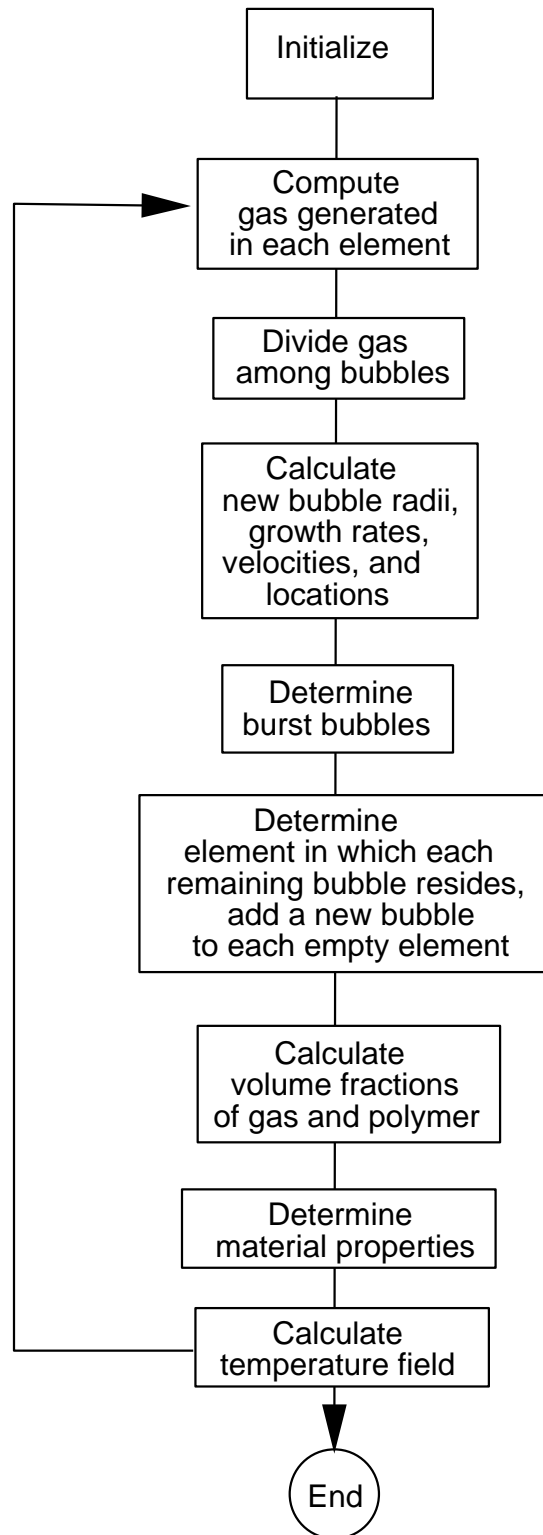 Initialize
Compute
gas generated
in each element
Divide gas
among bubbles
Calculate
new bubble radii,
growth rates,
velocities, and
locations
Determine
burst bubbles
Determine
element in which each
remaining bubble resides,
add a new bubble
to each empty element
Calculate
volume fractions
of gas and polymer
Determine
material properties
Calculate
temperature field
End